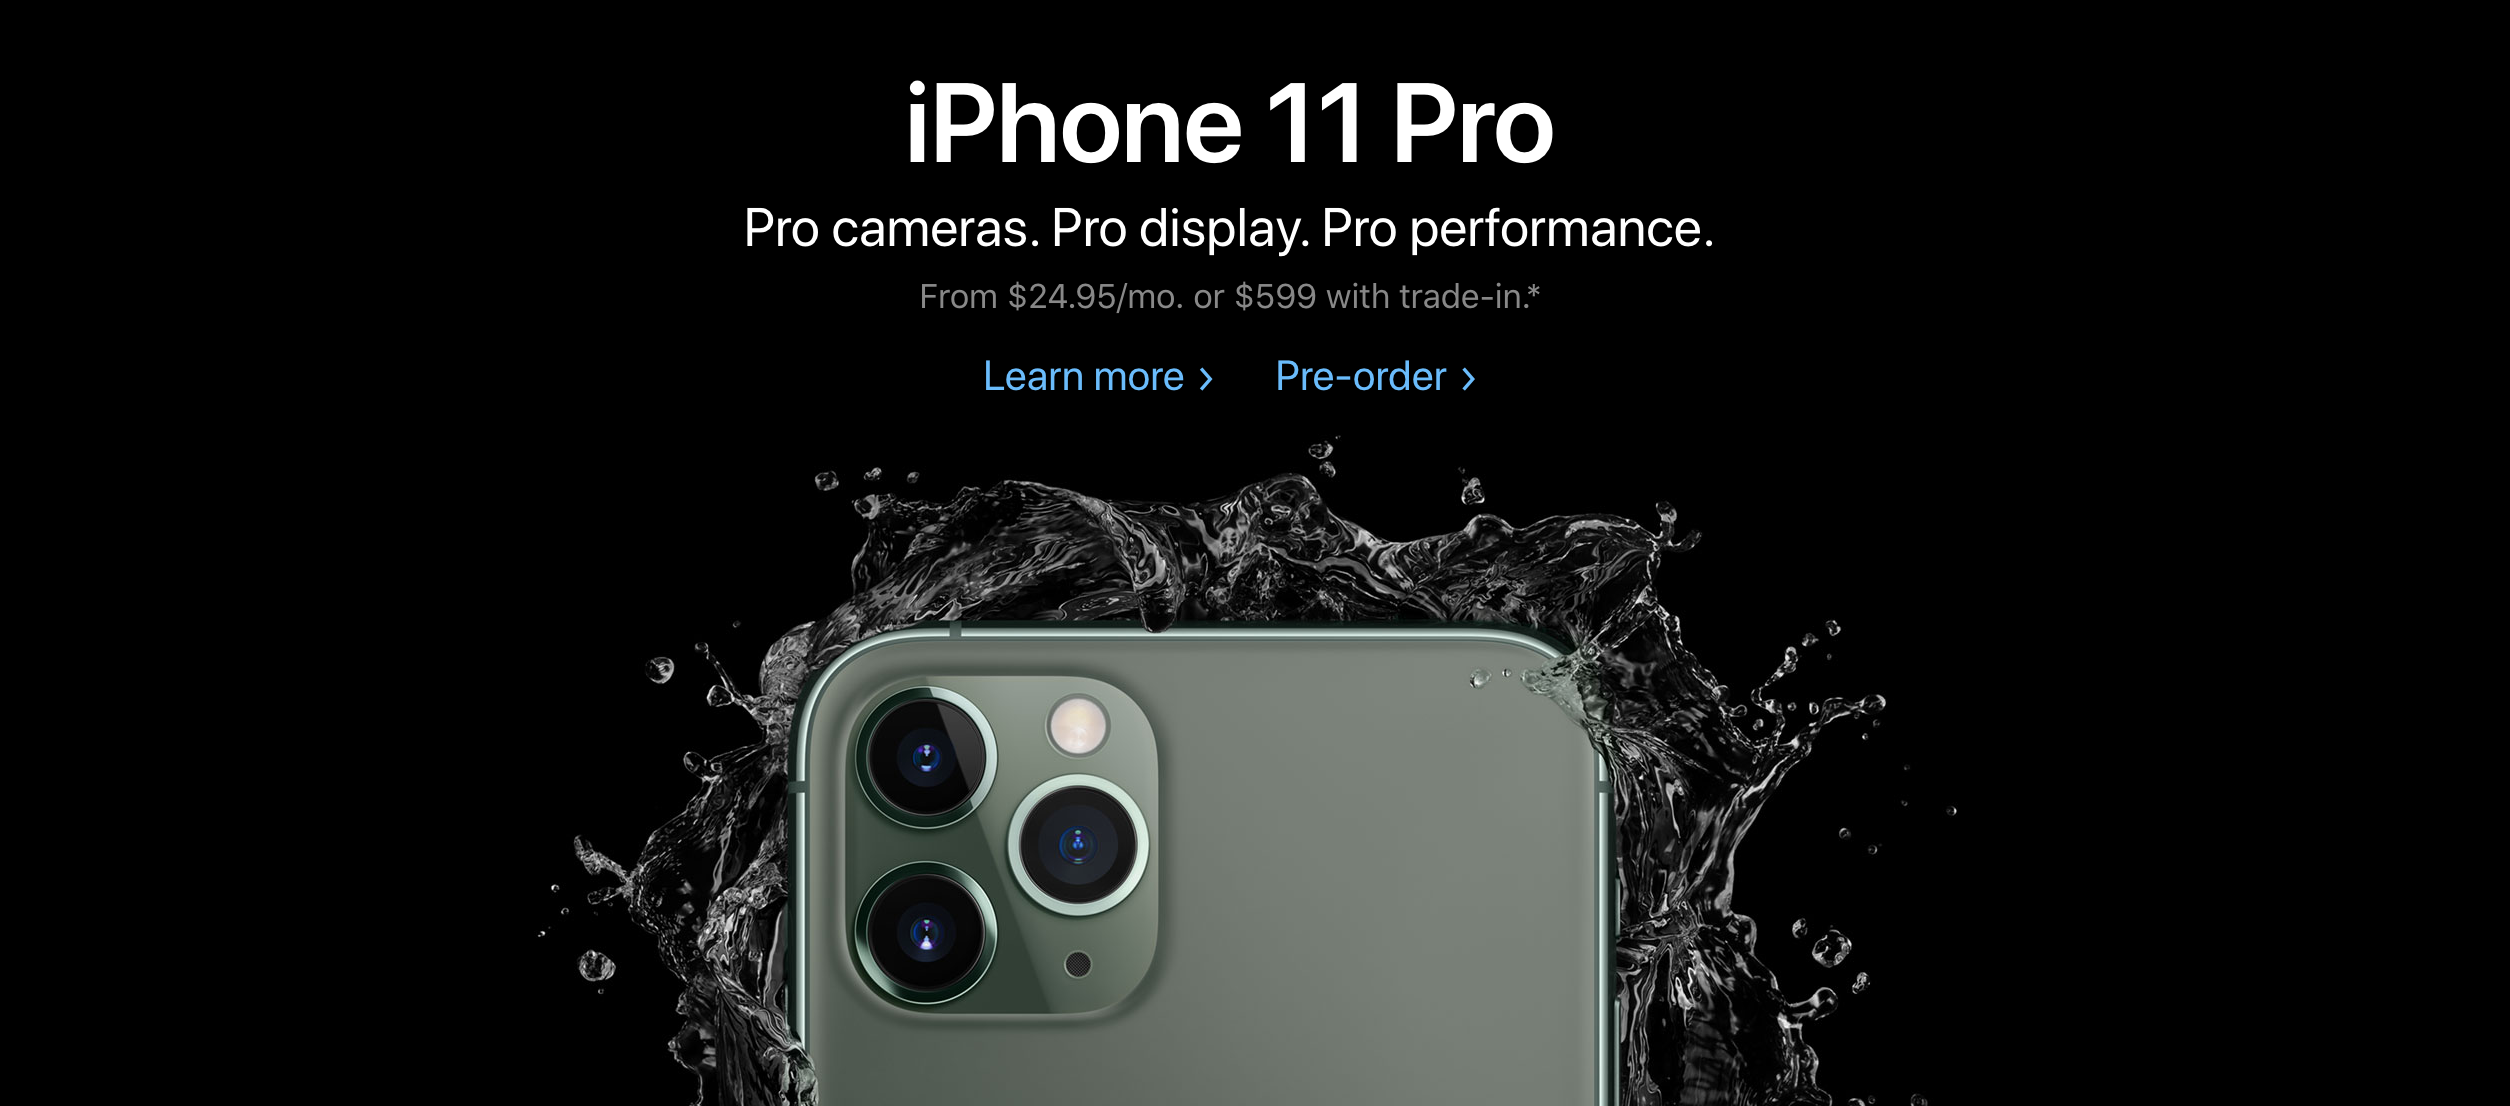 iPhone 11 Pro
Pro cameras. Pro display. Pro performance.
From $24.95/mo. or $599 with trade-in.*
Learn more > Pre-order >